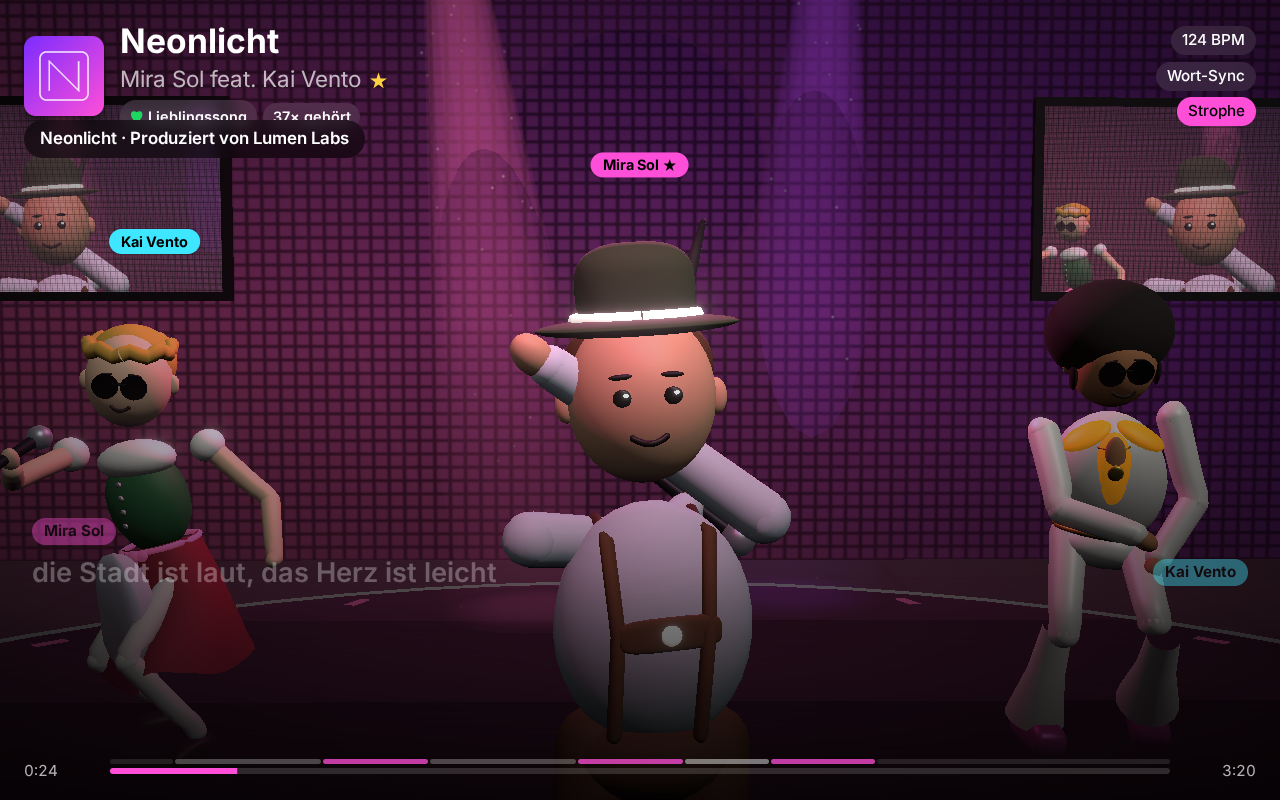 Neonlicht
Mira Sol feat. Kai Vento ★
Lieblingssong
37× gehört
Neonlicht · Produziert von Lumen Labs
124 BPM
Wort-Sync
Strophe
Mira Sol ★
Kai Vento
Mira Sol
die Stadt ist laut, das Herz ist leicht
Kai Vento
0:24
3:20